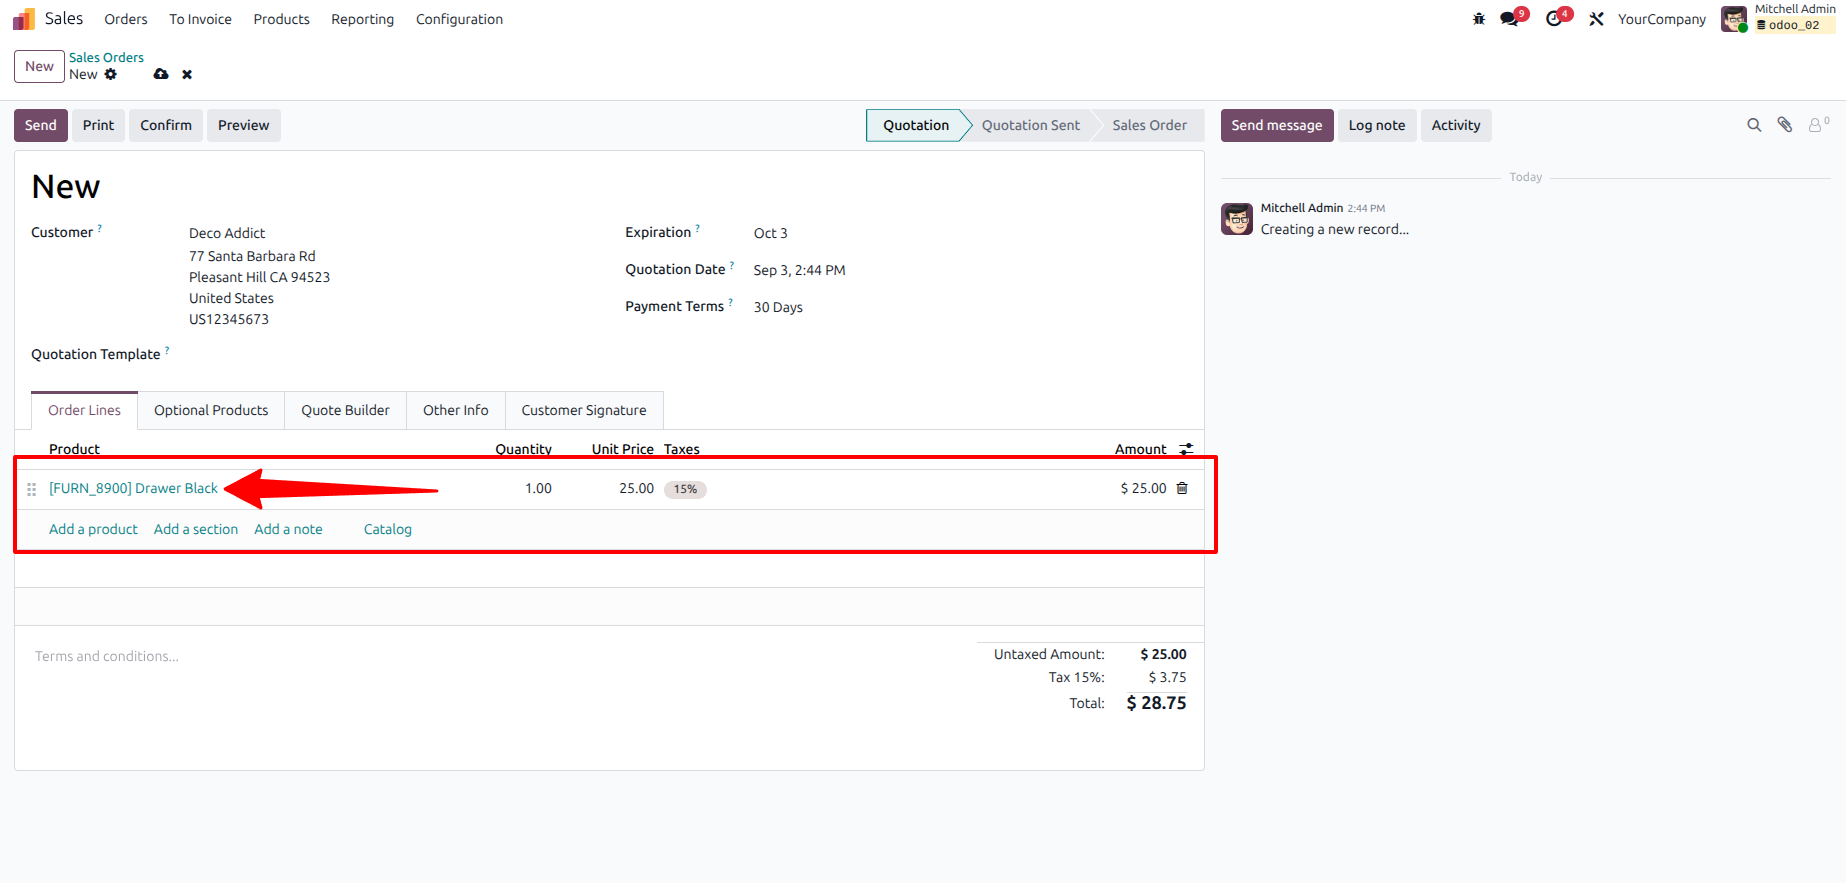 Sales Orders To Invoice Products Reporting Configuration 9 4 YourCompany Mitchell Admin
odoo_02
New Sales Orders
New
Send Print Confirm Preview Quotation Quotation Sent Sales Order Send message Log note Activity 0
Today
New
Mitchell Admin 2:44 PM
Creating a new record...
Customer ? Deco Addict Expiration ? Oct 3
77 Santa Barbara Rd
Pleasant Hill CA 94523 Quotation Date ? Sep 3, 2:44 PM
United States
US12345673 Payment Terms ? 30 Days
Quotation Template ?
Order Lines Optional Products Quote Builder Other Info Customer Signature
Product Quantity Unit Price Taxes Amount
[FURN_8900] Drawer Black 1.00 25.00 15% $ 25.00
Add a product Add a section Add a note Catalog
Terms and conditions...
Untaxed Amount: $ 25.00
Tax 15%: $ 3.75
Total: $ 28.75